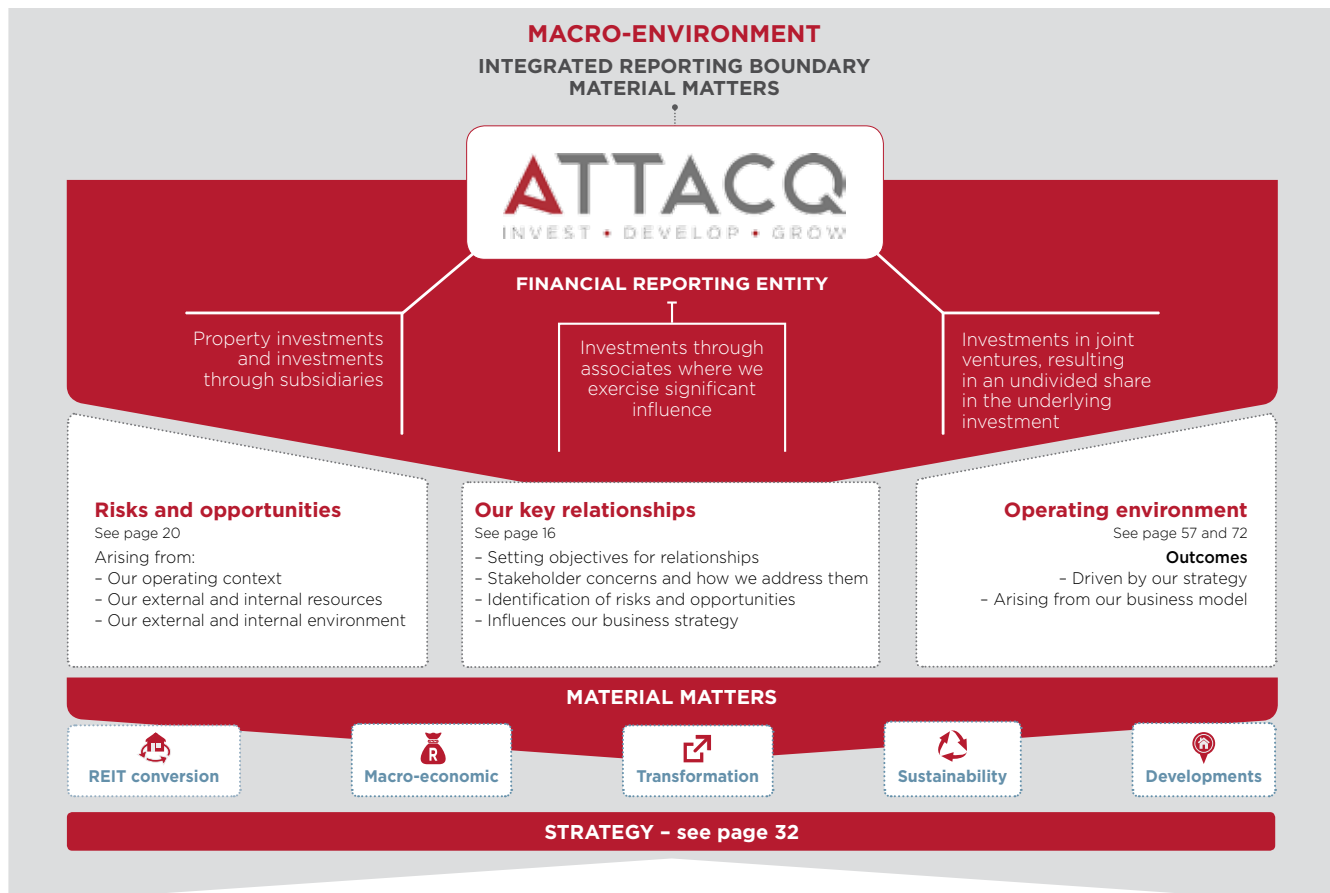 MACRO-ENVIRONMENT
INTEGRATED REPORTING BOUNDARY
MATERIAL MATTERS
ATTACQ
INVEST • DEVELOP • GROW
FINANCIAL REPORTING ENTITY
Property investments
and investments
through subsidiaries
Investments through
associates where we
exercise significant
influence
Investments in joint
ventures, resulting
in an undivided share
in the underlying
investment
Risks and opportunities
See page 20
Arising from:
– Our operating context
– Our external and internal resources
– Our external and internal environment
Our key relationships
See page 16
– Setting objectives for relationships
– Stakeholder concerns and how we address them
– Identification of risks and opportunities
– Influences our business strategy
Operating environment
See page 57 and 72
Outcomes
– Driven by our strategy
– Arising from our business model
MATERIAL MATTERS
REIT conversion
R
Macro-economic
Transformation
Sustainability
Developments
STRATEGY – see page 32